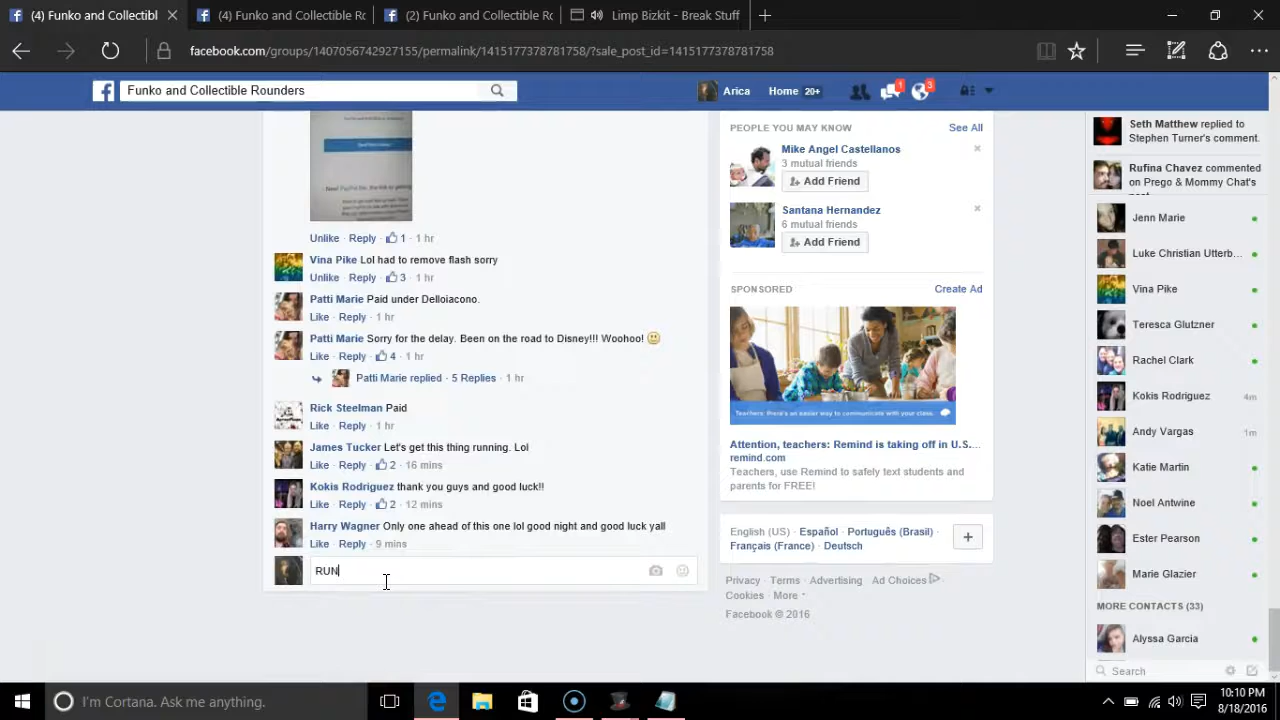 (4) Funko and Collectibl
(4) Funko and Collectible Ro
(2) Funko and Collectible Ro
Limp Bizkit - Break Stuff
facebook.com/groups/1407056742927155/permalink/1415177378781758/?sale_post_id=1415177378781758
Funko and Collectible Rounders
Arica
Home 20+
1
3
Unlike · Reply · 1 · 1 hr
Vina Pike Lol had to remove flash sorry
Unlike · Reply · 3 · 1 hr
Patti Marie Paid under Delloiacono.
Like · Reply · 1 hr
Patti Marie Sorry for the delay. Been on the road to Disney!!! Woohoo!
Like · Reply · 4 · 1 hr
Patti Marie replied · 5 Replies · 1 hr
Rick Steelman Paid
Like · Reply · 1 hr
James Tucker Let's get this thing running. Lol
Like · Reply · 2 · 16 mins
Kokis Rodriguez thank you guys and good luck!!
Like · Reply · 2 · 12 mins
Harry Wagner Only one ahead of this one lol good night and good luck yall
Like · Reply · 9 mins
RUN
PEOPLE YOU MAY KNOW
See All
Mike Angel Castellanos
3 mutual friends
Add Friend
Santana Hernandez
6 mutual friends
Add Friend
SPONSORED
Create Ad
Teachers: there's an easier way to communicate with your class.
Attention, teachers: Remind is taking off in U.S....
remind.com
Teachers, use Remind to safely text students and
parents for FREE!
English (US) · Español · Português (Brasil) ·
Français (France) · Deutsch
Privacy · Terms · Advertising · Ad Choices
Cookies · More
Facebook © 2016
Seth Matthew replied to
Stephen Turner's comment.
Rufina Chavez commented
on Prego & Mommy Chat's
Jenn Marie
Luke Christian Utterb...
Vina Pike
Teresca Glutzner
Rachel Clark
Kokis Rodriguez 4m
Andy Vargas 1m
Katie Martin
Noel Antwine
Ester Pearson
Marie Glazier
MORE CONTACTS (33)
Alyssa Garcia
Search
I'm Cortana. Ask me anything.
10:10 PM
8/18/2016